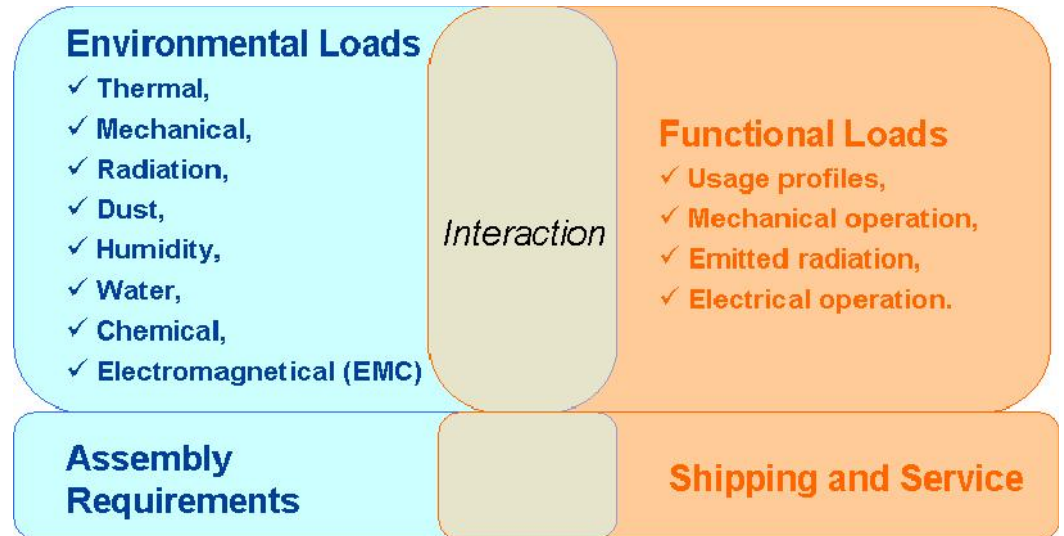 Environmental Loads
✓ Thermal,
✓ Mechanical,
✓ Radiation,
✓ Dust,
✓ Humidity,
✓ Water,
✓ Chemical,
✓ Electromagnetical (EMC)
Interaction
Functional Loads
✓ Usage profiles,
✓ Mechanical operation,
✓ Emitted radiation,
✓ Electrical operation.
Assembly
Requirements
Shipping and Service